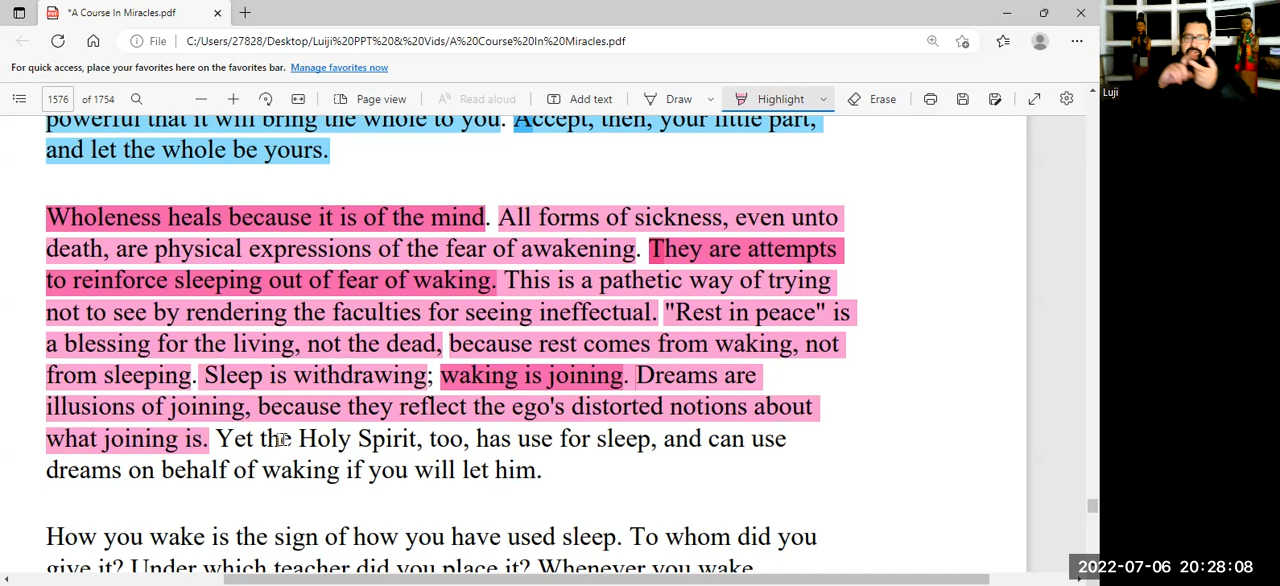 *A Course In Miracles.pdf
File C:/Users/27828/Desktop/Luiji%20PPT%20&%20Vids/A%20Course%20In%20Miracles.pdf
For quick access, place your favorites here on the favorites bar. Manage favorites now
1576 of 1754 Page view Read aloud Add text Draw Highlight Erase
Luji
powerful that it will bring the whole to you. Accept, then, your little part,
and let the whole be yours.
Wholeness heals because it is of the mind. All forms of sickness, even unto
death, are physical expressions of the fear of awakening. They are attempts
to reinforce sleeping out of fear of waking. This is a pathetic way of trying
not to see by rendering the faculties for seeing ineffectual. "Rest in peace" is
a blessing for the living, not the dead, because rest comes from waking, not
from sleeping. Sleep is withdrawing; waking is joining. Dreams are
illusions of joining, because they reflect the ego's distorted notions about
what joining is. Yet the Holy Spirit, too, has use for sleep, and can use
dreams on behalf of waking if you will let him.
How you wake is the sign of how you have used sleep. To whom did you
give it? Under which teacher did you place it? Whenever you wake
2022-07-06 20:28:08